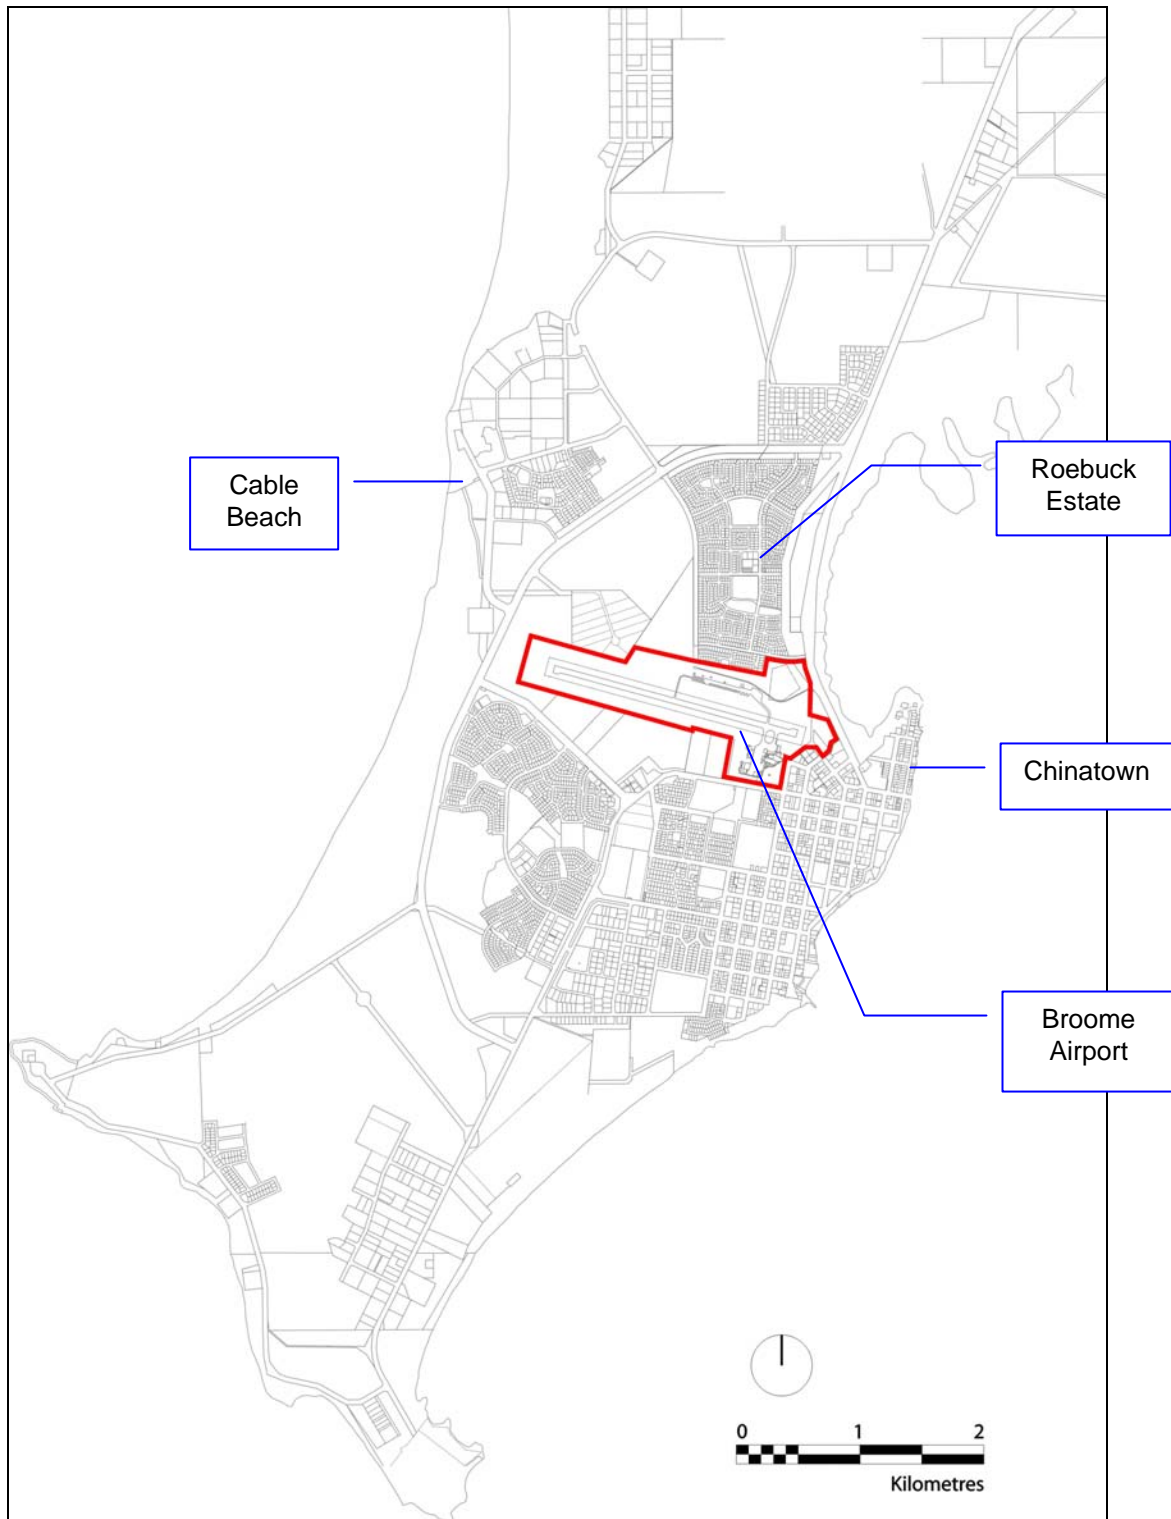 Cable
Beach
Roebuck
Estate
Chinatown
Broome
Airport
0 1 2
Kilometres